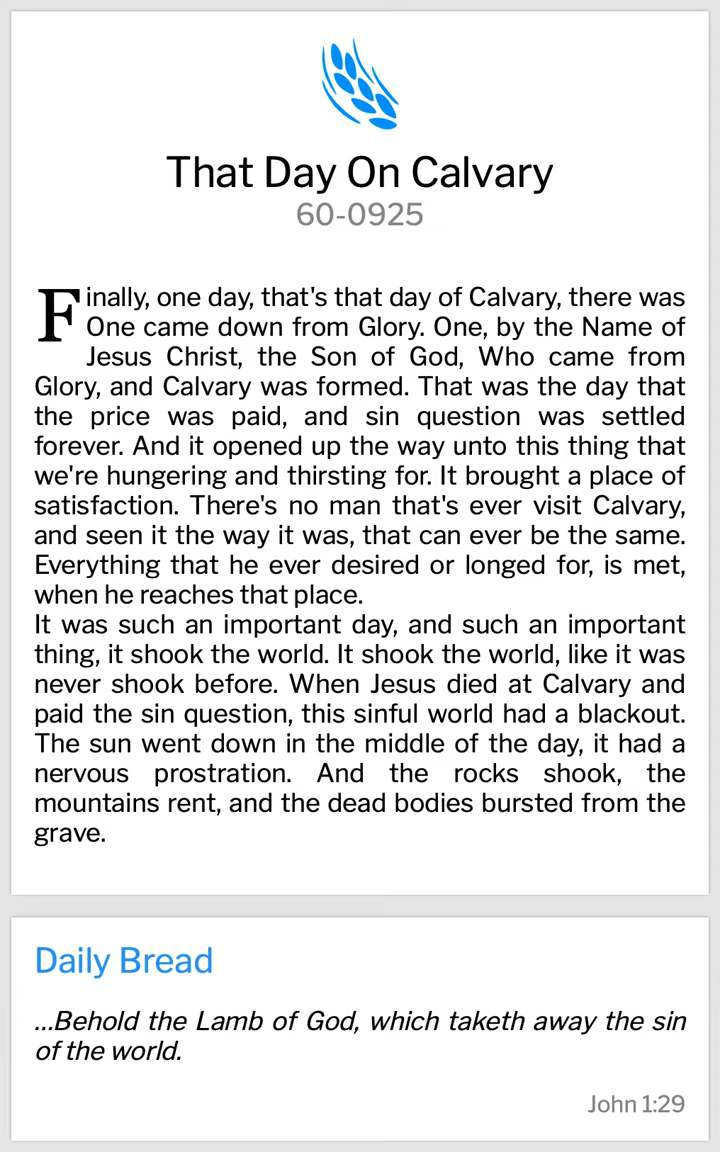 That Day On Calvary
60-0925
Finally, one day, that's that day of Calvary, there was
One came down from Glory. One, by the Name of
Jesus Christ, the Son of God, Who came from
Glory, and Calvary was formed. That was the day that
the price was paid, and sin question was settled
forever. And it opened up the way unto this thing that
we're hungering and thirsting for. It brought a place of
satisfaction. There's no man that's ever visit Calvary,
and seen it the way it was, that can ever be the same.
Everything that he ever desired or longed for, is met,
when he reaches that place.
It was such an important day, and such an important
thing, it shook the world. It shook the world, like it was
never shook before. When Jesus died at Calvary and
paid the sin question, this sinful world had a blackout.
The sun went down in the middle of the day, it had a
nervous prostration. And the rocks shook, the
mountains rent, and the dead bodies bursted from the
grave.
Daily Bread
...Behold the Lamb of God, which taketh away the sin
of the world.
John 1:29